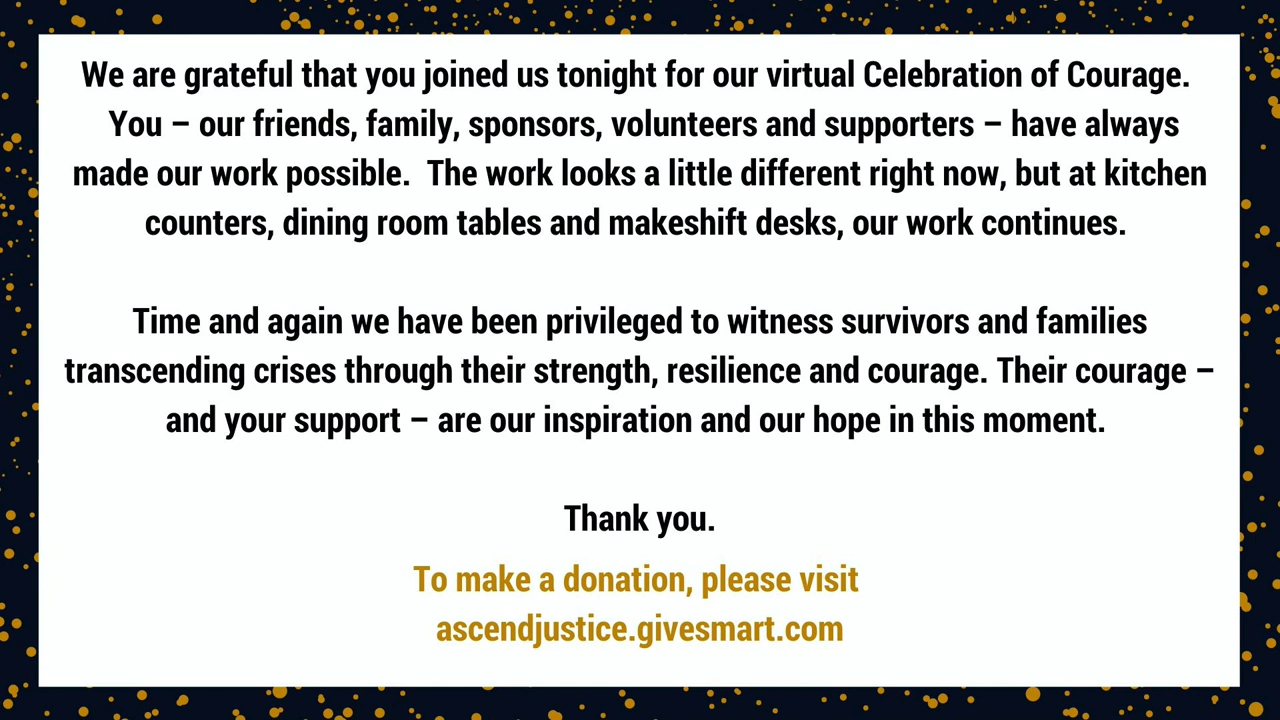 We are grateful that you joined us tonight for our virtual Celebration of Courage.
You – our friends, family, sponsors, volunteers and supporters – have always
made our work possible.  The work looks a little different right now, but at kitchen
counters, dining room tables and makeshift desks, our work continues.
Time and again we have been privileged to witness survivors and families
transcending crises through their strength, resilience and courage. Their courage –
and your support – are our inspiration and our hope in this moment.
Thank you.
To make a donation, please visit
ascendjustice.givesmart.com